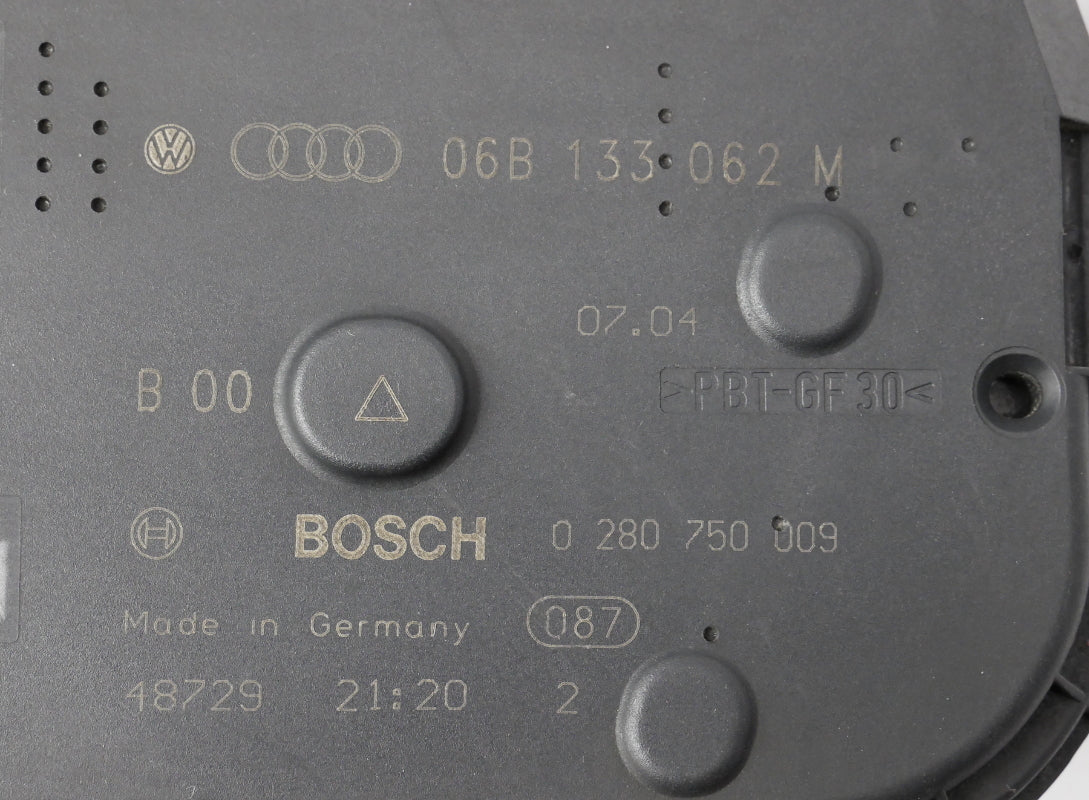 06B 133 062 M
07.04
>PBT-GF30<
B 00
BOSCH 0 280 750 009
Made in Germany 087
48729 21:20 2